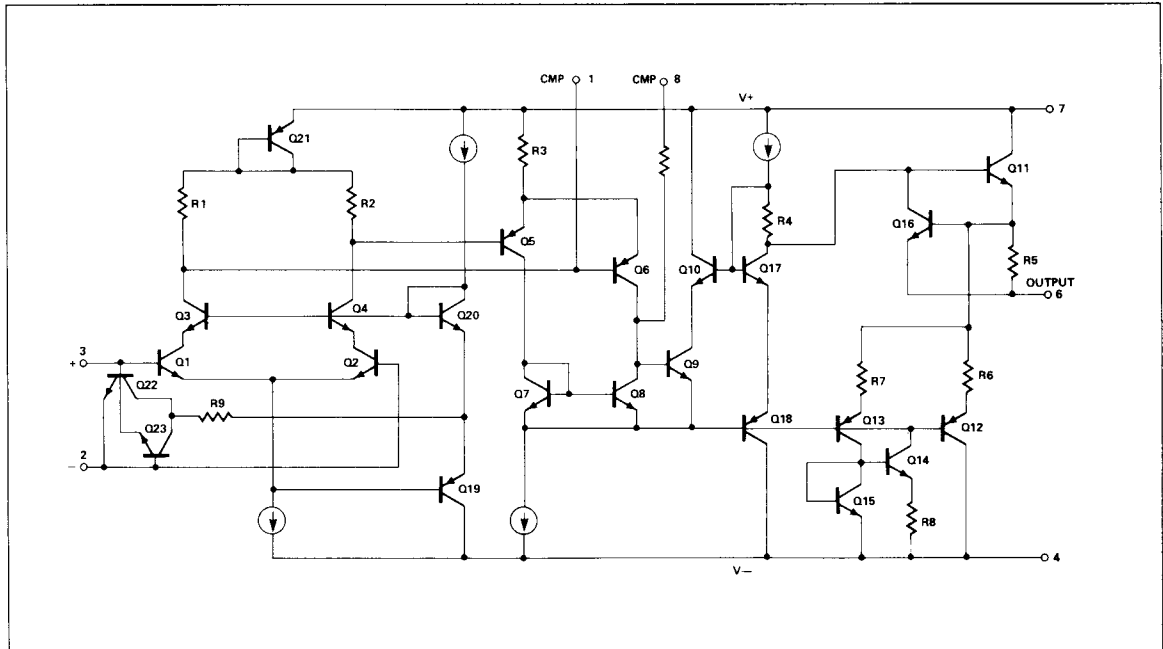 CMP 1
CMP 8
V+
7
Q21
R3
Q11
R1
R2
R4
Q16
Q5
R5
Q6
Q10
Q17
OUTPUT
6
Q3
Q4
Q20
3
+
Q1
Q2
Q9
Q22
R7
R6
R9
Q7
Q8
Q18
Q13
Q12
Q23
2
−
Q14
Q19
Q15
R8
4
V−